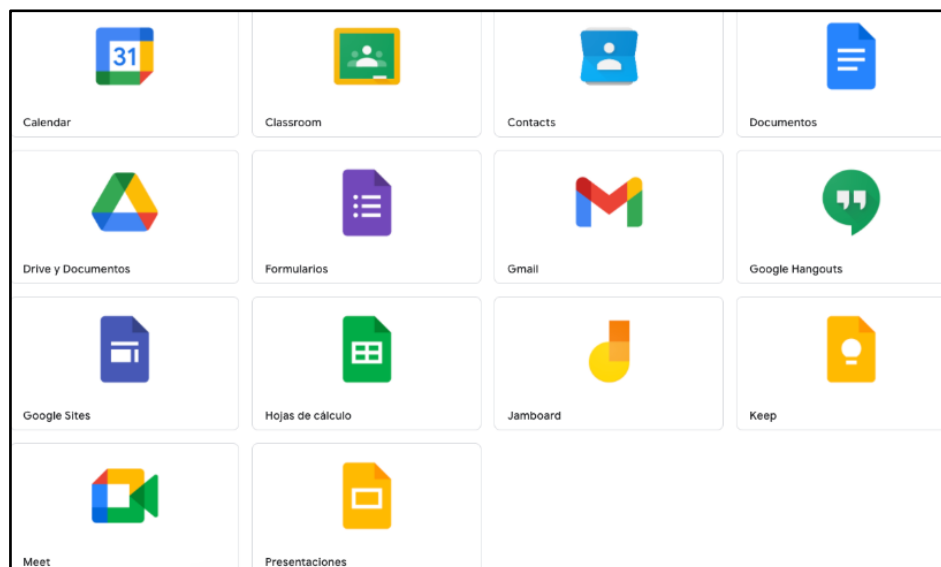 31
Calendar
Classroom
Contacts
Documentos
Drive y Documentos
Formularios
Gmail
Google Hangouts
Google Sites
Hojas de cálculo
Jamboard
Keep
Meet
Presentaciones